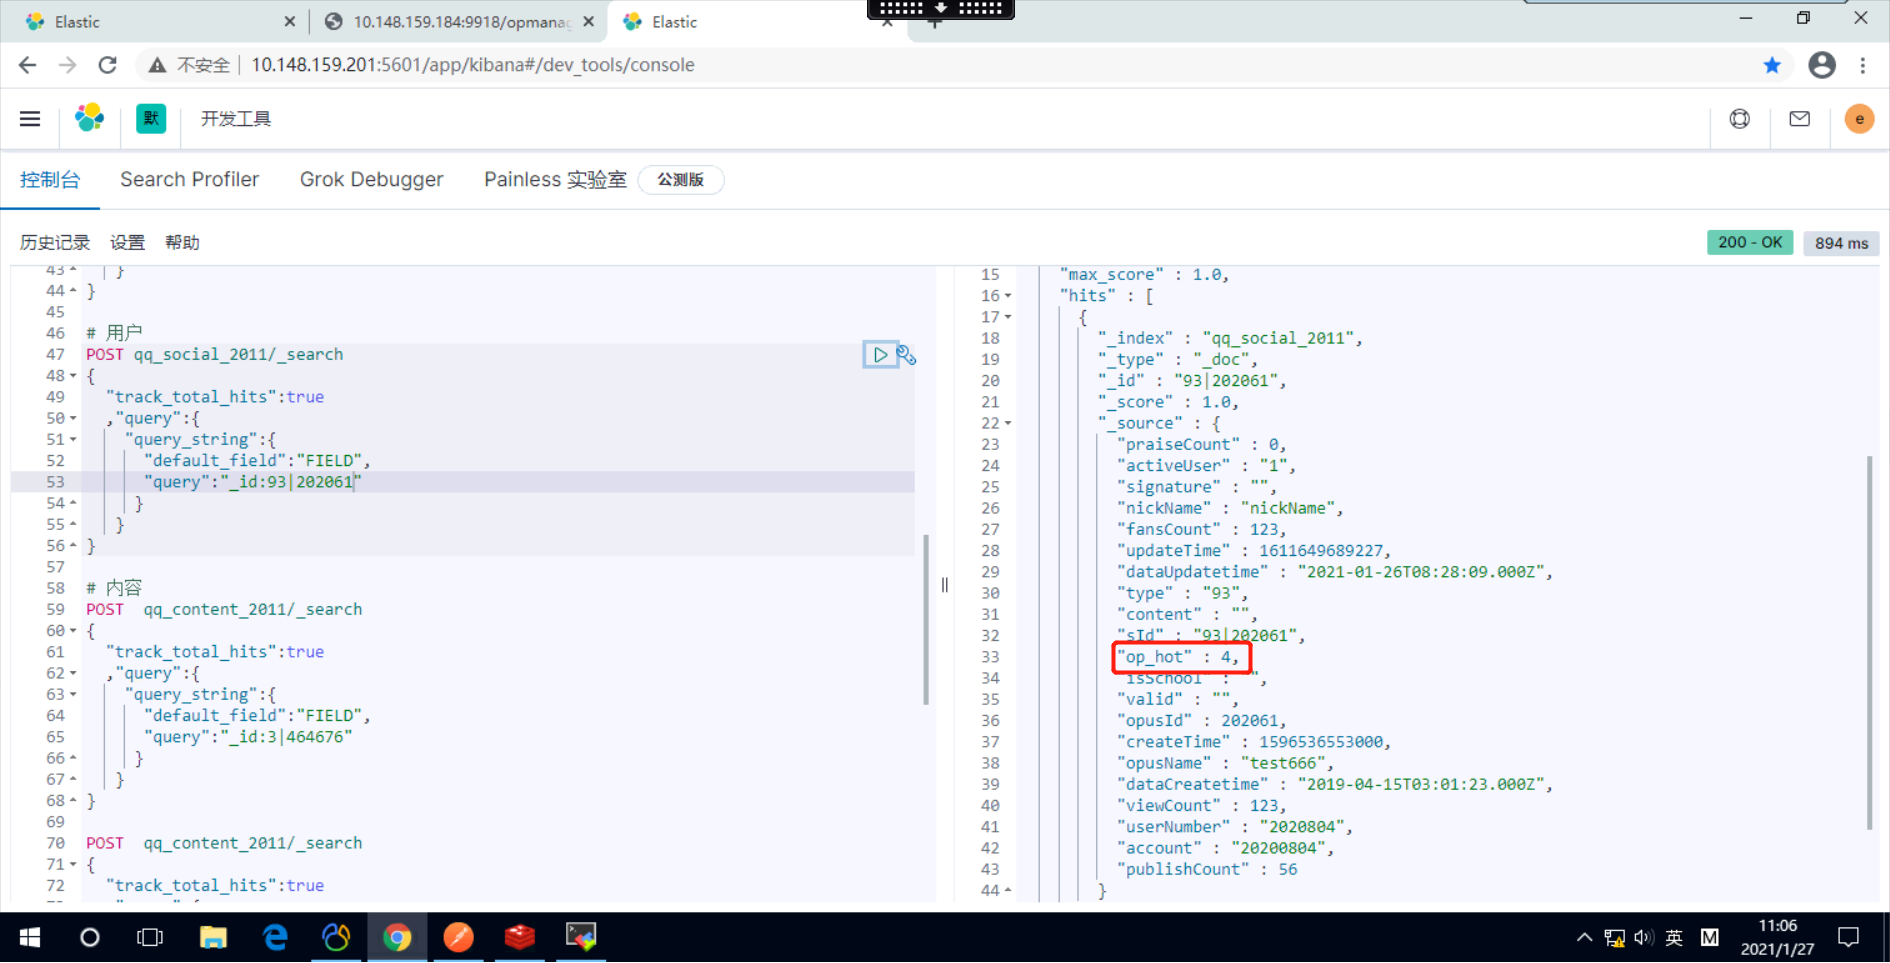 Elastic
10.148.159.184:9918/opmana
Elastic
不安全
10.148.159.201:5601/app/kibana#/dev_tools/console
默
开发工具
e
控制台
Search Profiler
Grok Debugger
Painless 实验室
公测版
历史记录
设置
帮助
200 - OK
894 ms
43 }
44 }
45
46 # 用户
47 POST qq_social_2011/_search
48 {
49 "track_total_hits":true
50 ,"query":{
51 "query_string":{
52 "default_field":"FIELD",
53 "query":"_id:93|202061"
54 }
55 }
56 }
57
58 # 内容
59 POST  qq_content_2011/_search
60 {
61 "track_total_hits":true
62 ,"query":{
63 "query_string":{
64 "default_field":"FIELD",
65 "query":"_id:3|464676"
66 }
67 }
68 }
69
70 POST  qq_content_2011/_search
71 {
72 "track_total_hits":true
15 "max_score" : 1.0,
16 "hits" : [
17 {
18 "_index" : "qq_social_2011",
19 "_type" : "_doc",
20 "_id" : "93|202061",
21 "_score" : 1.0,
22 "_source" : {
23 "praiseCount" : 0,
24 "activeUser" : "1",
25 "signature" : "",
26 "nickName" : "nickName",
27 "fansCount" : 123,
28 "updateTime" : 1611649689227,
29 "dataUpdatetime" : "2021-01-26T08:28:09.000Z",
30 "type" : "93",
31 "content" : "",
32 "sId" : "93|202061",
33 "op_hot" : 4,
34 "isSchool" : "",
35 "valid" : "",
36 "opusId" : 202061,
37 "createTime" : 1596536553000,
38 "opusName" : "test666",
39 "dataCreatetime" : "2019-04-15T03:01:23.000Z",
40 "viewCount" : 123,
41 "userNumber" : "2020804",
42 "account" : "20200804",
43 "publishCount" : 56
44 }
英
M
11:06
2021/1/27